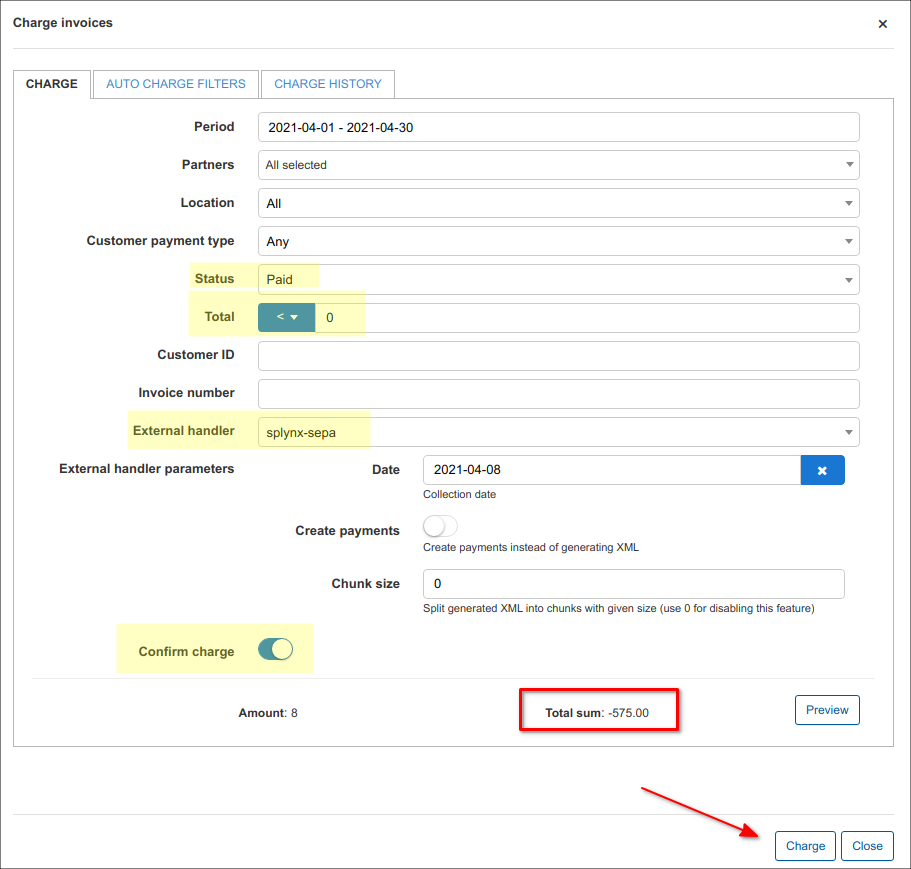 Charge invoices ×
CHARGE AUTO CHARGE FILTERS CHARGE HISTORY
Period 2021-04-01 - 2021-04-30
Partners All selected
Location All
Customer payment type Any
Status Paid
Total < 0
Customer ID
Invoice number
External handler splynx-sepa
External handler parameters Date 2021-04-08
Collection date
Create payments
Create payments instead of generating XML
Chunk size 0
Split generated XML into chunks with given size (use 0 for disabling this feature)
Confirm charge
Amount: 8 Total sum: -575.00 Preview
Charge Close